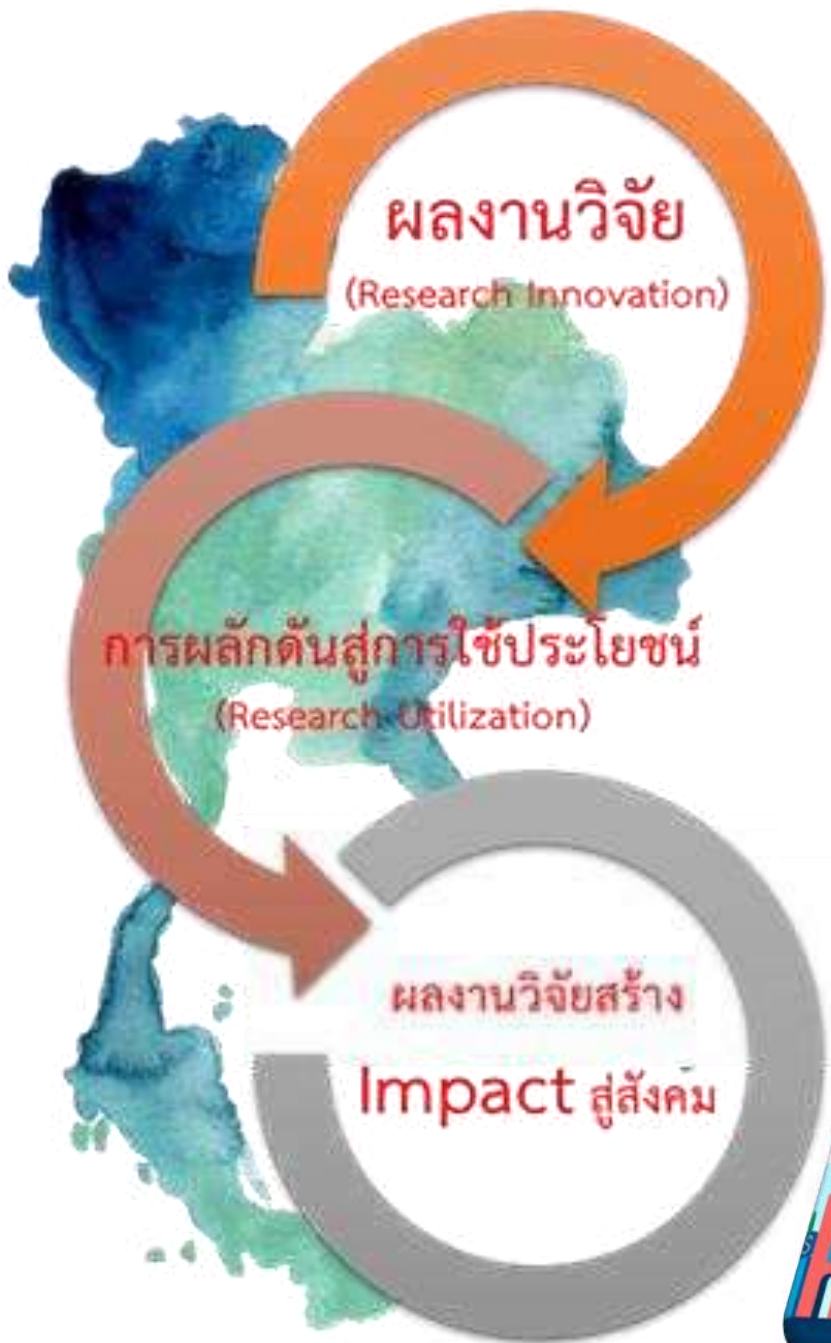 ผลงานวิจัย
(Research Innovation)
การผลักดันสู่การใช้ประโยชน์
(Research Utilization)
ผลงานวิจัยสร้าง
Impact สู่สังคม